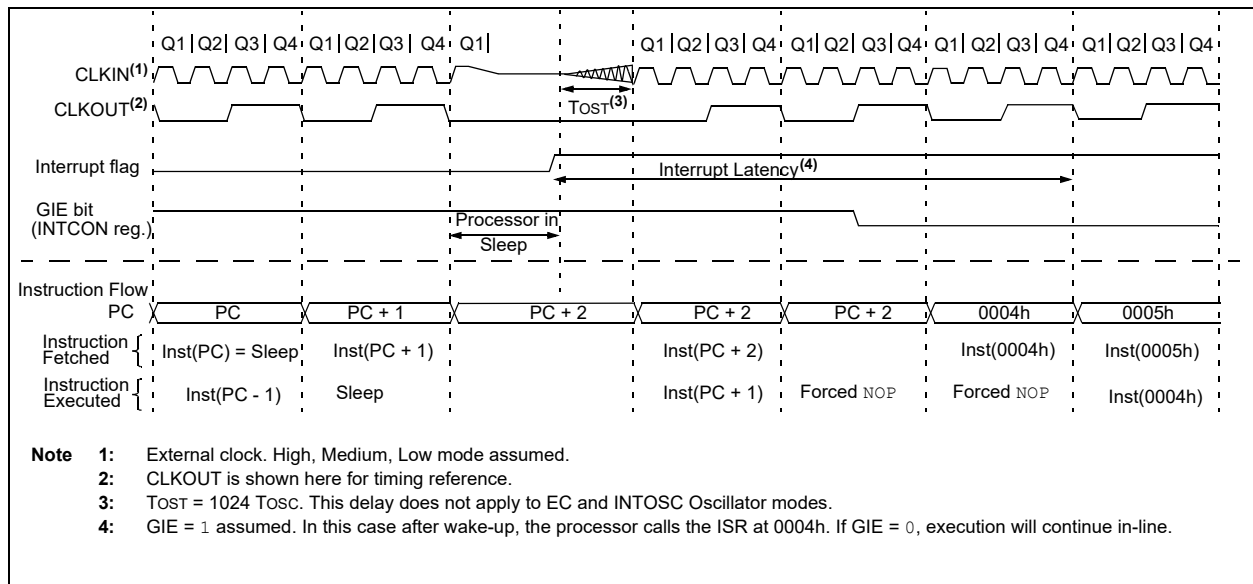 Q1| Q2| Q3| Q4 Q1| Q2| Q3| Q4 Q1| Q1| Q2| Q3| Q4 Q1| Q2| Q3| Q4 Q1| Q2| Q3| Q4 Q1| Q2| Q3| Q4
CLKIN(1)
CLKOUT(2) TOST(3)
Interrupt flag Interrupt Latency(4)
GIE bit
(INTCON reg.) Processor in
Sleep
Instruction Flow
PC PC PC + 1 PC + 2 PC + 2 PC + 2 0004h 0005h
Instruction
Fetched Inst(PC) = Sleep Inst(PC + 1) Inst(PC + 2) Inst(0004h) Inst(0005h)
Instruction
Executed Inst(PC - 1) Sleep Inst(PC + 1) Forced NOP Forced NOP Inst(0004h)
Note 1: External clock. High, Medium, Low mode assumed.
2: CLKOUT is shown here for timing reference.
3: TOST = 1024 TOSC. This delay does not apply to EC and INTOSC Oscillator modes.
4: GIE = 1 assumed. In this case after wake-up, the processor calls the ISR at 0004h. If GIE = 0, execution will continue in-line.